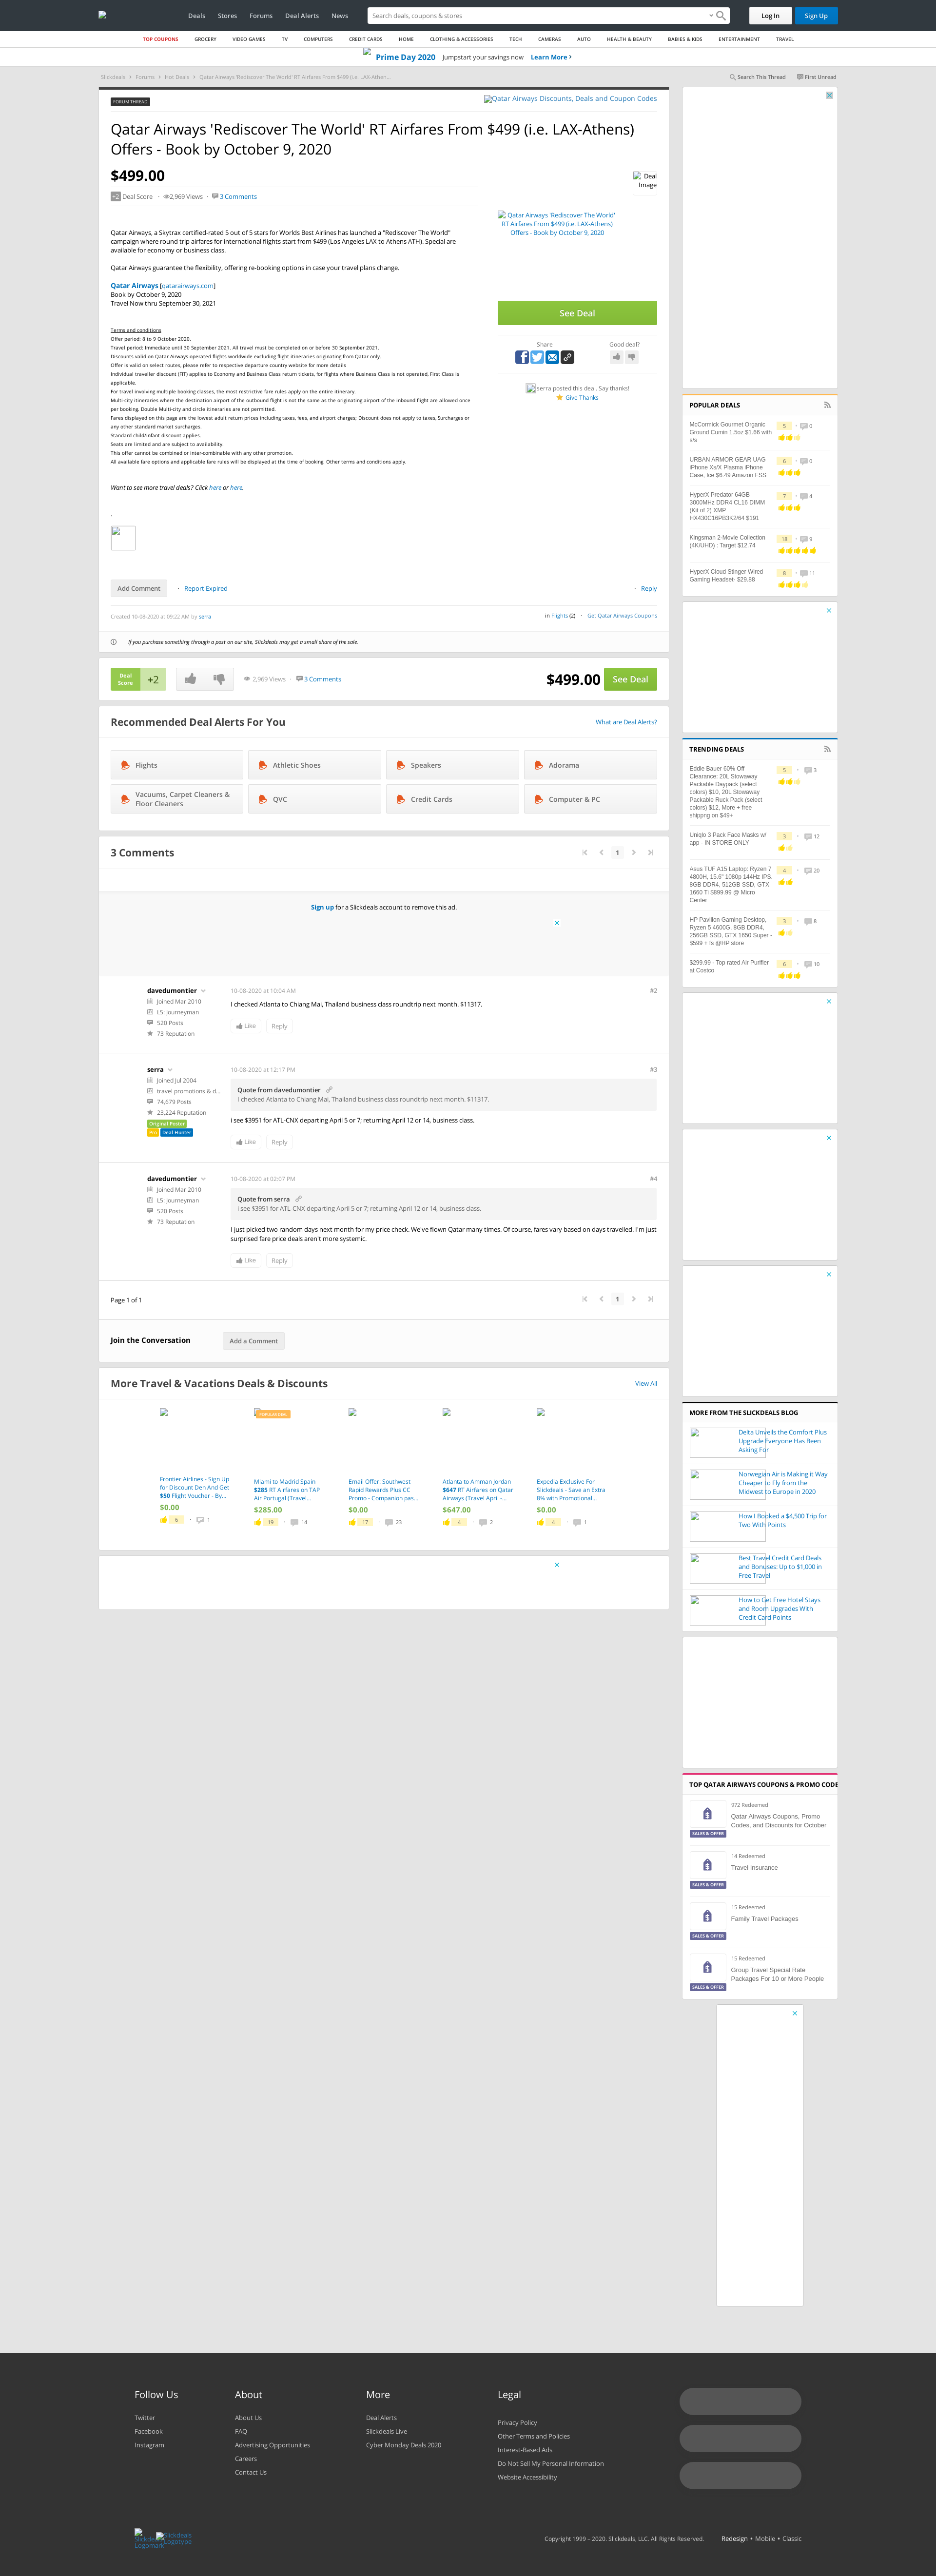 Deals
Stores
Forums
Deal Alerts
News
Search deals, coupons & stores
Log In
Sign Up
TOP COUPONS
GROCERY
VIDEO GAMES
TV
COMPUTERS
CREDIT CARDS
HOME
CLOTHING & ACCESSORIES
TECH
CAMERAS
AUTO
HEALTH & BEAUTY
BABIES & KIDS
ENTERTAINMENT
TRAVEL
Prime Day 2020 Jumpstart your savings now Learn More
Slickdeals
Forums
Hot Deals
Qatar Airways 'Rediscover The World' RT Airfares From $499 (i.e. LAX-Athen...
Search This Thread
First Unread
FORUM THREAD
Qatar Airways Discounts, Deals and Coupon Codes
Qatar Airways 'Rediscover The World' RT Airfares From $499 (i.e. LAX-Athens)
Offers - Book by October 9, 2020
$499.00
+2 Deal Score
2,969 Views
3 Comments
Deal
Image
Qatar Airways 'Rediscover The World'
RT Airfares From $499 (i.e. LAX-Athens)
Offers - Book by October 9, 2020
Qatar Airways, a Skytrax certified-rated 5 out of 5 stars for Worlds Best Airlines has launched a "Rediscover The World"
campaign where round trip airfares for international flights start from $499 (Los Angeles LAX to Athens ATH). Special are
available for economy or business class.
Qatar Airways guarantee the flexibility, offering re-booking options in case your travel plans change.
Qatar Airways [qatarairways.com]
Book by October 9, 2020
Travel Now thru September 30, 2021
See Deal
Share
Good deal?
serra posted this deal. Say thanks!
Give Thanks
Terms and conditions
Offer period: 8 to 9 October 2020.
Travel period: Immediate until 30 September 2021. All travel must be completed on or before 30 September 2021.
Discounts valid on Qatar Airways operated flights worldwide excluding flight itineraries originating from Qatar only.
Offer is valid on select routes, please refer to respective departure country website for more details
Individual traveller discount (FIT) applies to Economy and Business Class return tickets, for flights where Business Class is not operated, First Class is
applicable.
For travel involving multiple booking classes, the most restrictive fare rules apply on the entire itinerary.
Multi-city itineraries where the destination airport of the outbound flight is not the same as the originating airport of the inbound flight are allowed once
per booking. Double Multi-city and circle itineraries are not permitted.
Fares displayed on this page are the lowest adult return prices including taxes, fees, and airport charges; Discount does not apply to taxes, Surcharges or
any other standard market surcharges.
Standard child/infant discount applies.
Seats are limited and are subject to availability.
This offer cannot be combined or inter-combinable with any other promotion.
All available fare options and applicable fare rules will be displayed at the time of booking. Other terms and conditions apply.
Want to see more travel deals? Click here or here.
.
Add Comment
Report Expired
Reply
Created 10-08-2020 at 09:22 AM by serra
in Flights (2)
Get Qatar Airways Coupons
If you purchase something through a post on our site, Slickdeals may get a small share of the sale.
Deal
Score
+2
2,969 Views
3 Comments
$499.00
See Deal
Recommended Deal Alerts For You
What are Deal Alerts?
Flights
Athletic Shoes
Speakers
Adorama
Vacuums, Carpet Cleaners &
Floor Cleaners
QVC
Credit Cards
Computer & PC
3 Comments
1
Sign up for a Slickdeals account to remove this ad.
davedumontier
Joined Mar 2010
L5: Journeyman
520 Posts
73 Reputation
10-08-2020 at 10:04 AM
#2
I checked Atlanta to Chiang Mai, Thailand business class roundtrip next month. $11317.
Like
Reply
serra
Joined Jul 2004
travel promotions & d...
74,679 Posts
23,224 Reputation
Original Poster
Pro
Deal Hunter
10-08-2020 at 12:17 PM
#3
Quote from davedumontier
I checked Atlanta to Chiang Mai, Thailand business class roundtrip next month. $11317.
i see $3951 for ATL-CNX departing April 5 or 7; returning April 12 or 14, business class.
Like
Reply
davedumontier
Joined Mar 2010
L5: Journeyman
520 Posts
73 Reputation
10-08-2020 at 02:07 PM
#4
Quote from serra
i see $3951 for ATL-CNX departing April 5 or 7; returning April 12 or 14, business class.
I just picked two random days next month for my price check. We've flown Qatar many times. Of course, fares vary based on days travelled. I'm just
surprised fare price deals aren't more systemic.
Like
Reply
Page 1 of 1
1
Join the Conversation
Add a Comment
More Travel & Vacations Deals & Discounts
View All
Frontier Airlines - Sign Up
for Discount Den And Get
$50 Flight Voucher - By...
$0.00
6
1
POPULAR DEAL
Miami to Madrid Spain
$285 RT Airfares on TAP
Air Portugal (Travel...
$285.00
19
14
Email Offer: Southwest
Rapid Rewards Plus CC
Promo - Companion pas...
$0.00
17
23
Atlanta to Amman Jordan
$647 RT Airfares on Qatar
Airways (Travel April -...
$647.00
4
2
Expedia Exclusive For
Slickdeals - Save an Extra
8% with Promotional...
$0.00
4
1
POPULAR DEALS
McCormick Gourmet Organic
Ground Cumin 1.5oz $1.66 with
s/s
5
0
URBAN ARMOR GEAR UAG
iPhone Xs/X Plasma iPhone
Case, Ice $6.49 Amazon FSS
6
0
HyperX Predator 64GB
3000MHz DDR4 CL16 DIMM
(Kit of 2) XMP
HX430C16PB3K2/64 $191
7
4
Kingsman 2-Movie Collection
(4K/UHD) : Target $12.74
18
9
HyperX Cloud Stinger Wired
Gaming Headset- $29.88
8
11
TRENDING DEALS
Eddie Bauer 60% Off
Clearance: 20L Stowaway
Packable Daypack (select
colors) $10, 20L Stowaway
Packable Ruck Pack (select
colors) $12, More + free
shippng on $49+
5
3
Uniqlo 3 Pack Face Masks w/
app - IN STORE ONLY
3
12
Asus TUF A15 Laptop: Ryzen 7
4800H, 15.6" 1080p 144Hz IPS,
8GB DDR4, 512GB SSD, GTX
1660 Ti $899.99 @ Micro
Center
4
20
HP Pavilion Gaming Desktop,
Ryzen 5 4600G, 8GB DDR4,
256GB SSD, GTX 1650 Super -
$599 + fs @HP store
3
8
$299.99 - Top rated Air Purifier
at Costco
6
10
MORE FROM THE SLICKDEALS BLOG
Delta Unveils the Comfort Plus
Upgrade Everyone Has Been
Asking For
Norwegian Air is Making it Way
Cheaper to Fly from the
Midwest to Europe in 2020
How I Booked a $4,500 Trip for
Two With Points
Best Travel Credit Card Deals
and Bonuses: Up to $1,000 in
Free Travel
How to Get Free Hotel Stays
and Room Upgrades With
Credit Card Points
TOP QATAR AIRWAYS COUPONS & PROMO CODE
972 Redeemed
Qatar Airways Coupons, Promo
Codes, and Discounts for October
SALES & OFFER
14 Redeemed
Travel Insurance
SALES & OFFER
15 Redeemed
Family Travel Packages
SALES & OFFER
15 Redeemed
Group Travel Special Rate
Packages For 10 or More People
SALES & OFFER
Follow Us
Twitter
Facebook
Instagram
About
About Us
FAQ
Advertising Opportunities
Careers
Contact Us
More
Deal Alerts
Slickdeals Live
Cyber Monday Deals 2020
Legal
Privacy Policy
Other Terms and Policies
Interest-Based Ads
Do Not Sell My Personal Information
Website Accessibility
Slickdeals
Logotype
Copyright 1999 - 2020. Slickdeals, LLC. All Rights Reserved.
Redesign • Mobile • Classic